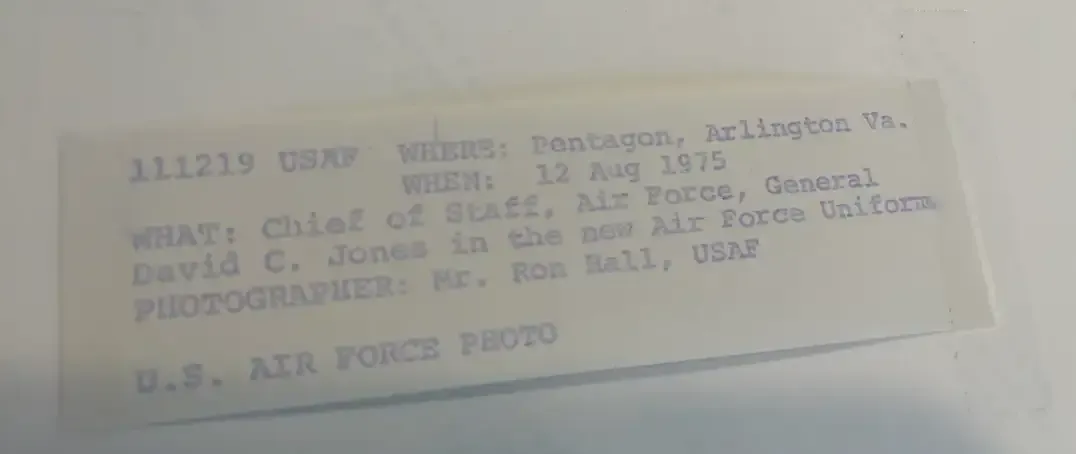 111219 USAF WHERE: Pentagon, Arlington Va.
WHEN: 12 Aug 1975
WHAT: Chief of Staff, Air Force, General
David C. Jones in the new Air Force Uniform
PHOTOGRAPHER: Mr. Ron Hall, USAF
U.S. AIR FORCE PHOTO